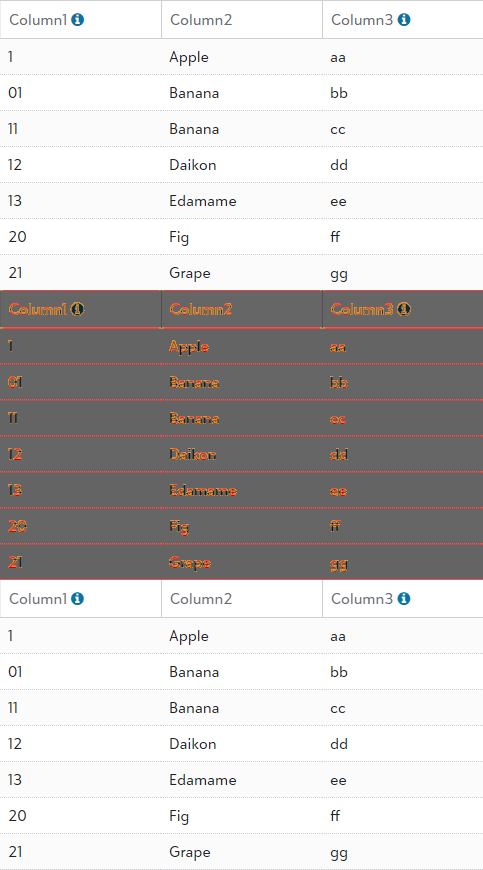 Column1 Column2 Column3
1 Apple aa
01 Banana bb
11 Banana cc
12 Daikon dd
13 Edamame ee
20 Fig ff
21 Grape gg
Column1 Column2 Column3
1 Apple aa
01 Banana bb
11 Banana cc
12 Daikon dd
13 Edamame ee
20 Fig ff
21 Grape gg
Column1 Column2 Column3
1 Apple aa
01 Banana bb
11 Banana cc
12 Daikon dd
13 Edamame ee
20 Fig ff
21 Grape gg